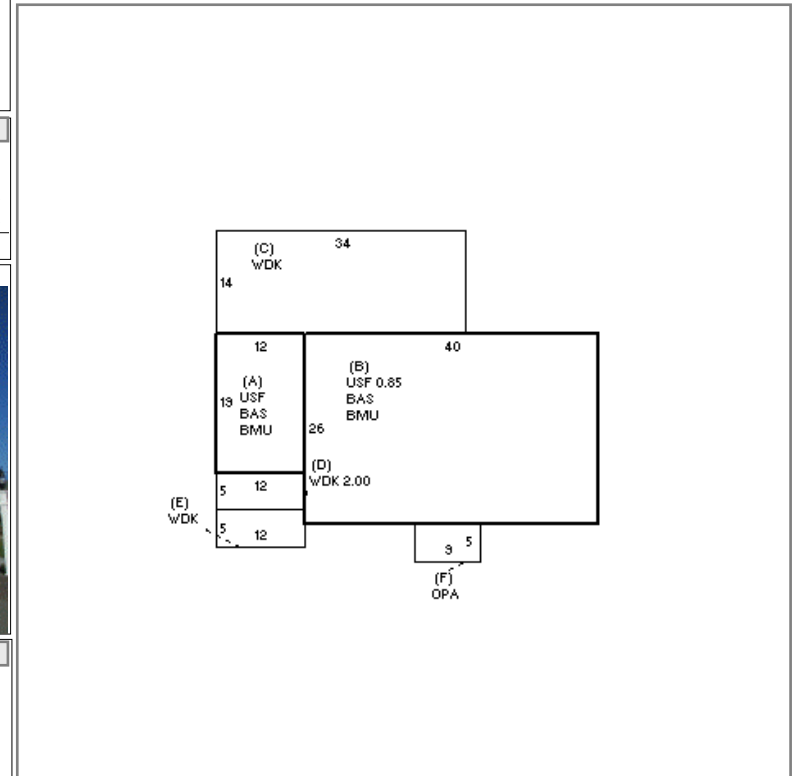 (C)
WDK
34
14
12
40
(A)
USF
BAS
BMU
19
(B)
USF 0.85
BAS
BMU
26
(D)
WDK 2.00
5
12
(E)
WDK
5
12
9
5
(F)
OPA